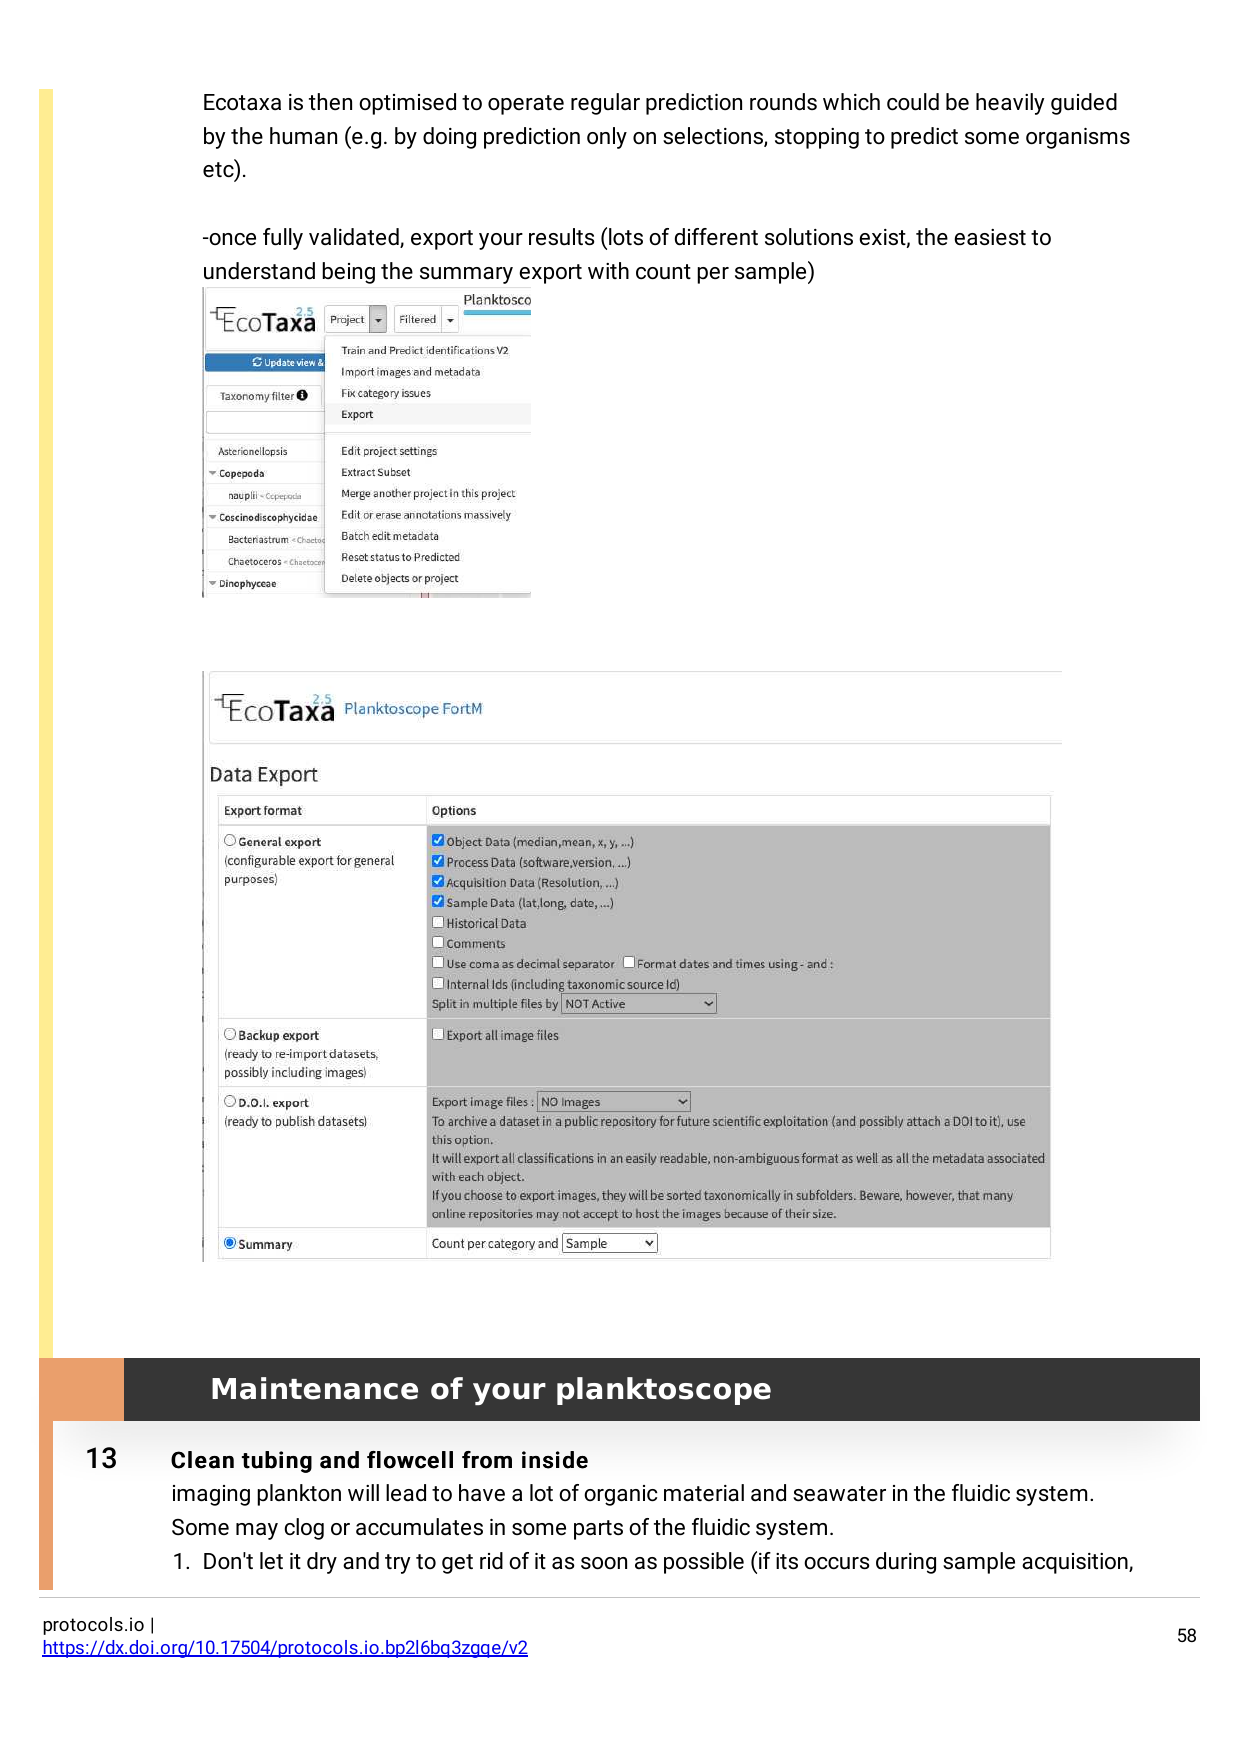 Ecotaxa is then optimised to operate regular prediction rounds which could be heavily guided
by the human (e.g. by doing prediction only on selections, stopping to predict some organisms
etc).
-once fully validated, export your results (lots of different solutions exist, the easiest to
understand being the summary export with count per sample)
Planktosco
EcoTaxa 2.5 Project Filtered
Update view &
Taxonomy filter
Train and Predict identifications V2
Import images and metadata
Fix category issues
Export
Edit project settings
Extract Subset
Merge another project in this project
Edit or erase annotations massively
Batch edit metadata
Reset status to Predicted
Delete objects or project
Asterionellopsis
Copepoda
nauplii < Copepoda
Coscinodiscophycidae
Bacteriastrum < Chaetoc
Chaetoceros < Chaetocer
Dinophyceae
EcoTaxa 2.5 Planktoscope FortM
Data Export
Export format Options
General export
(configurable export for general
purposes)
Object Data (median,mean, x, y, ...)
Process Data (software,version, ...)
Acquisition Data (Resolution, ...)
Sample Data (lat,long, date, ...)
Historical Data
Comments
Use coma as decimal separator Format dates and times using - and :
Internal Ids (including taxonomic source Id)
Split in multiple files by NOT Active
Backup export
(ready to re-import datasets,
possibly including images)
Export all image files
D.O.I. export
(ready to publish datasets)
Export image files : NO Images
To archive a dataset in a public repository for future scientific exploitation (and possibly attach a DOI to it), use
this option.
It will export all classifications in an easily readable, non-ambiguous format as well as all the metadata associated
with each object.
If you choose to export images, they will be sorted taxonomically in subfolders. Beware, however, that many
online repositories may not accept to host the images because of their size.
Summary Count per category and Sample
Maintenance of your planktoscope
13 Clean tubing and flowcell from inside
imaging plankton will lead to have a lot of organic material and seawater in the fluidic system.
Some may clog or accumulates in some parts of the fluidic system.
1. Don't let it dry and try to get rid of it as soon as possible (if its occurs during sample acquisition,
protocols.io |
https://dx.doi.org/10.17504/protocols.io.bp2l6bq3zgqe/v2
58